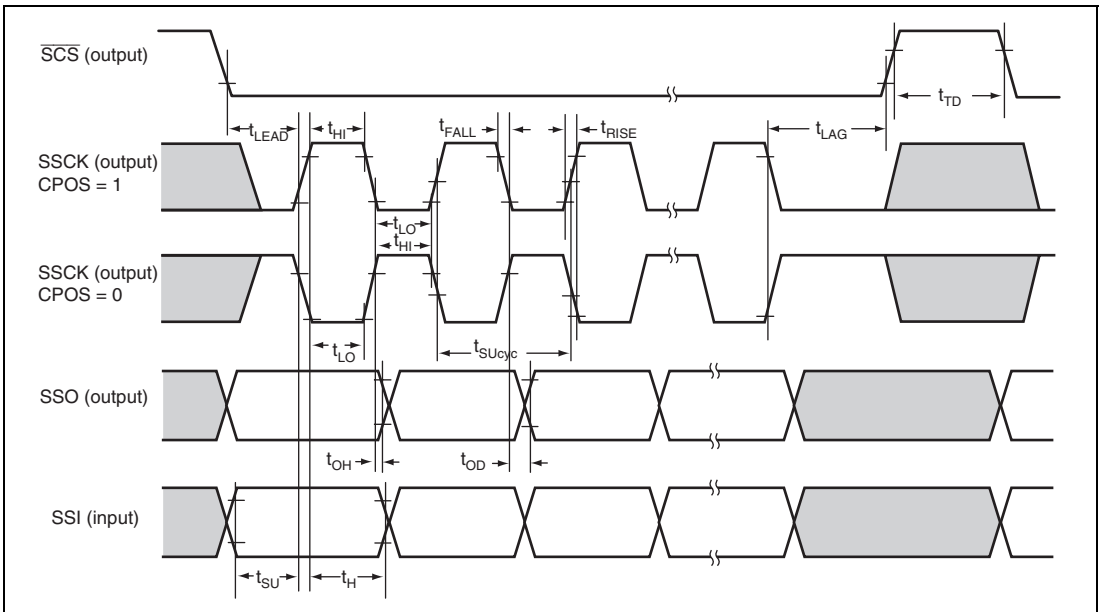 SCS (output)
tTD
tLEAD
tHI
tFALL
tRISE
tLAG
SSCK (output)
CPOS = 1
tLO
tHI
SSCK (output)
CPOS = 0
tLO
tSUcyc
SSO (output)
tOH
tOD
SSI (input)
tSU
tH